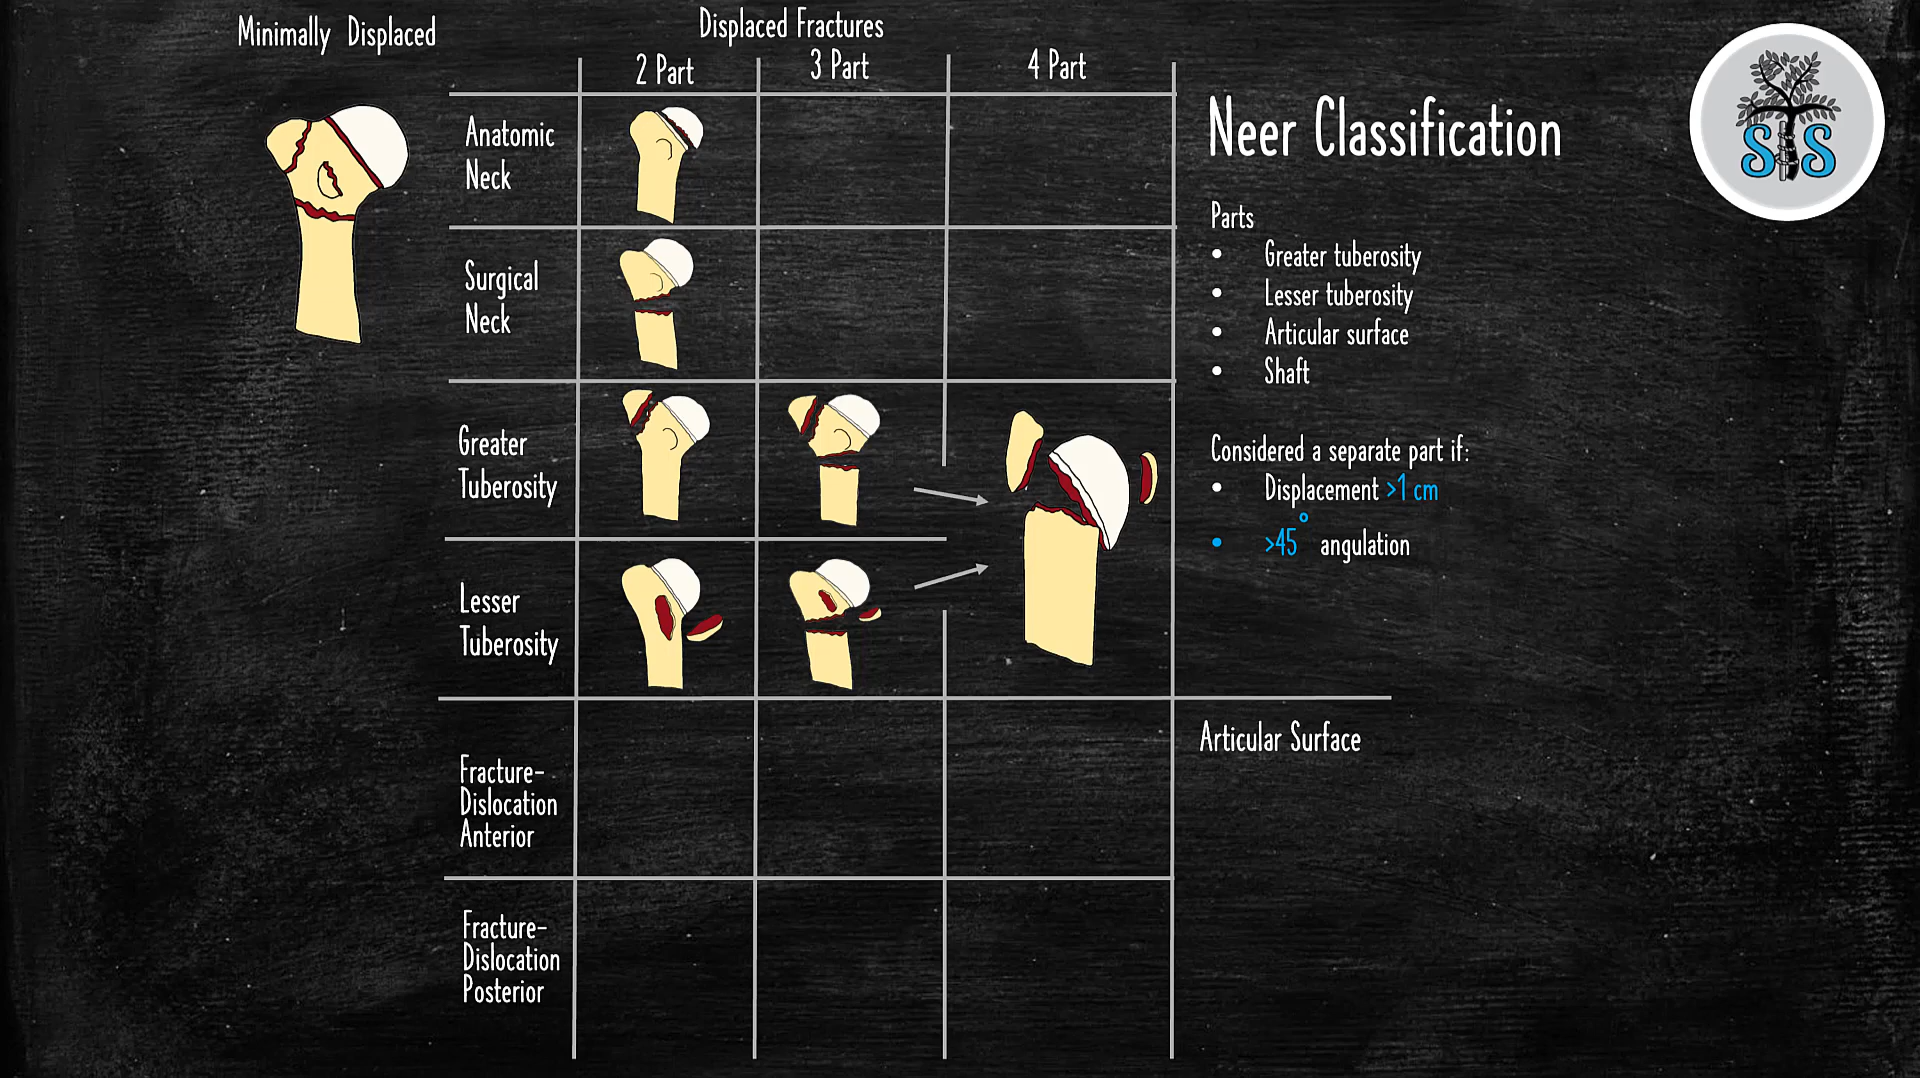 Minimally Displaced
Displaced Fractures
2 Part
3 Part
4 Part
Anatomic
Neck
Surgical
Neck
Greater
Tuberosity
Lesser
Tuberosity
Fracture-
Dislocation
Anterior
Fracture-
Dislocation
Posterior
Neer Classification
Parts
• Greater tuberosity
• Lesser tuberosity
• Articular surface
• Shaft
Considered a separate part if:
• Displacement >1 cm
• >45° angulation
Articular Surface
S S